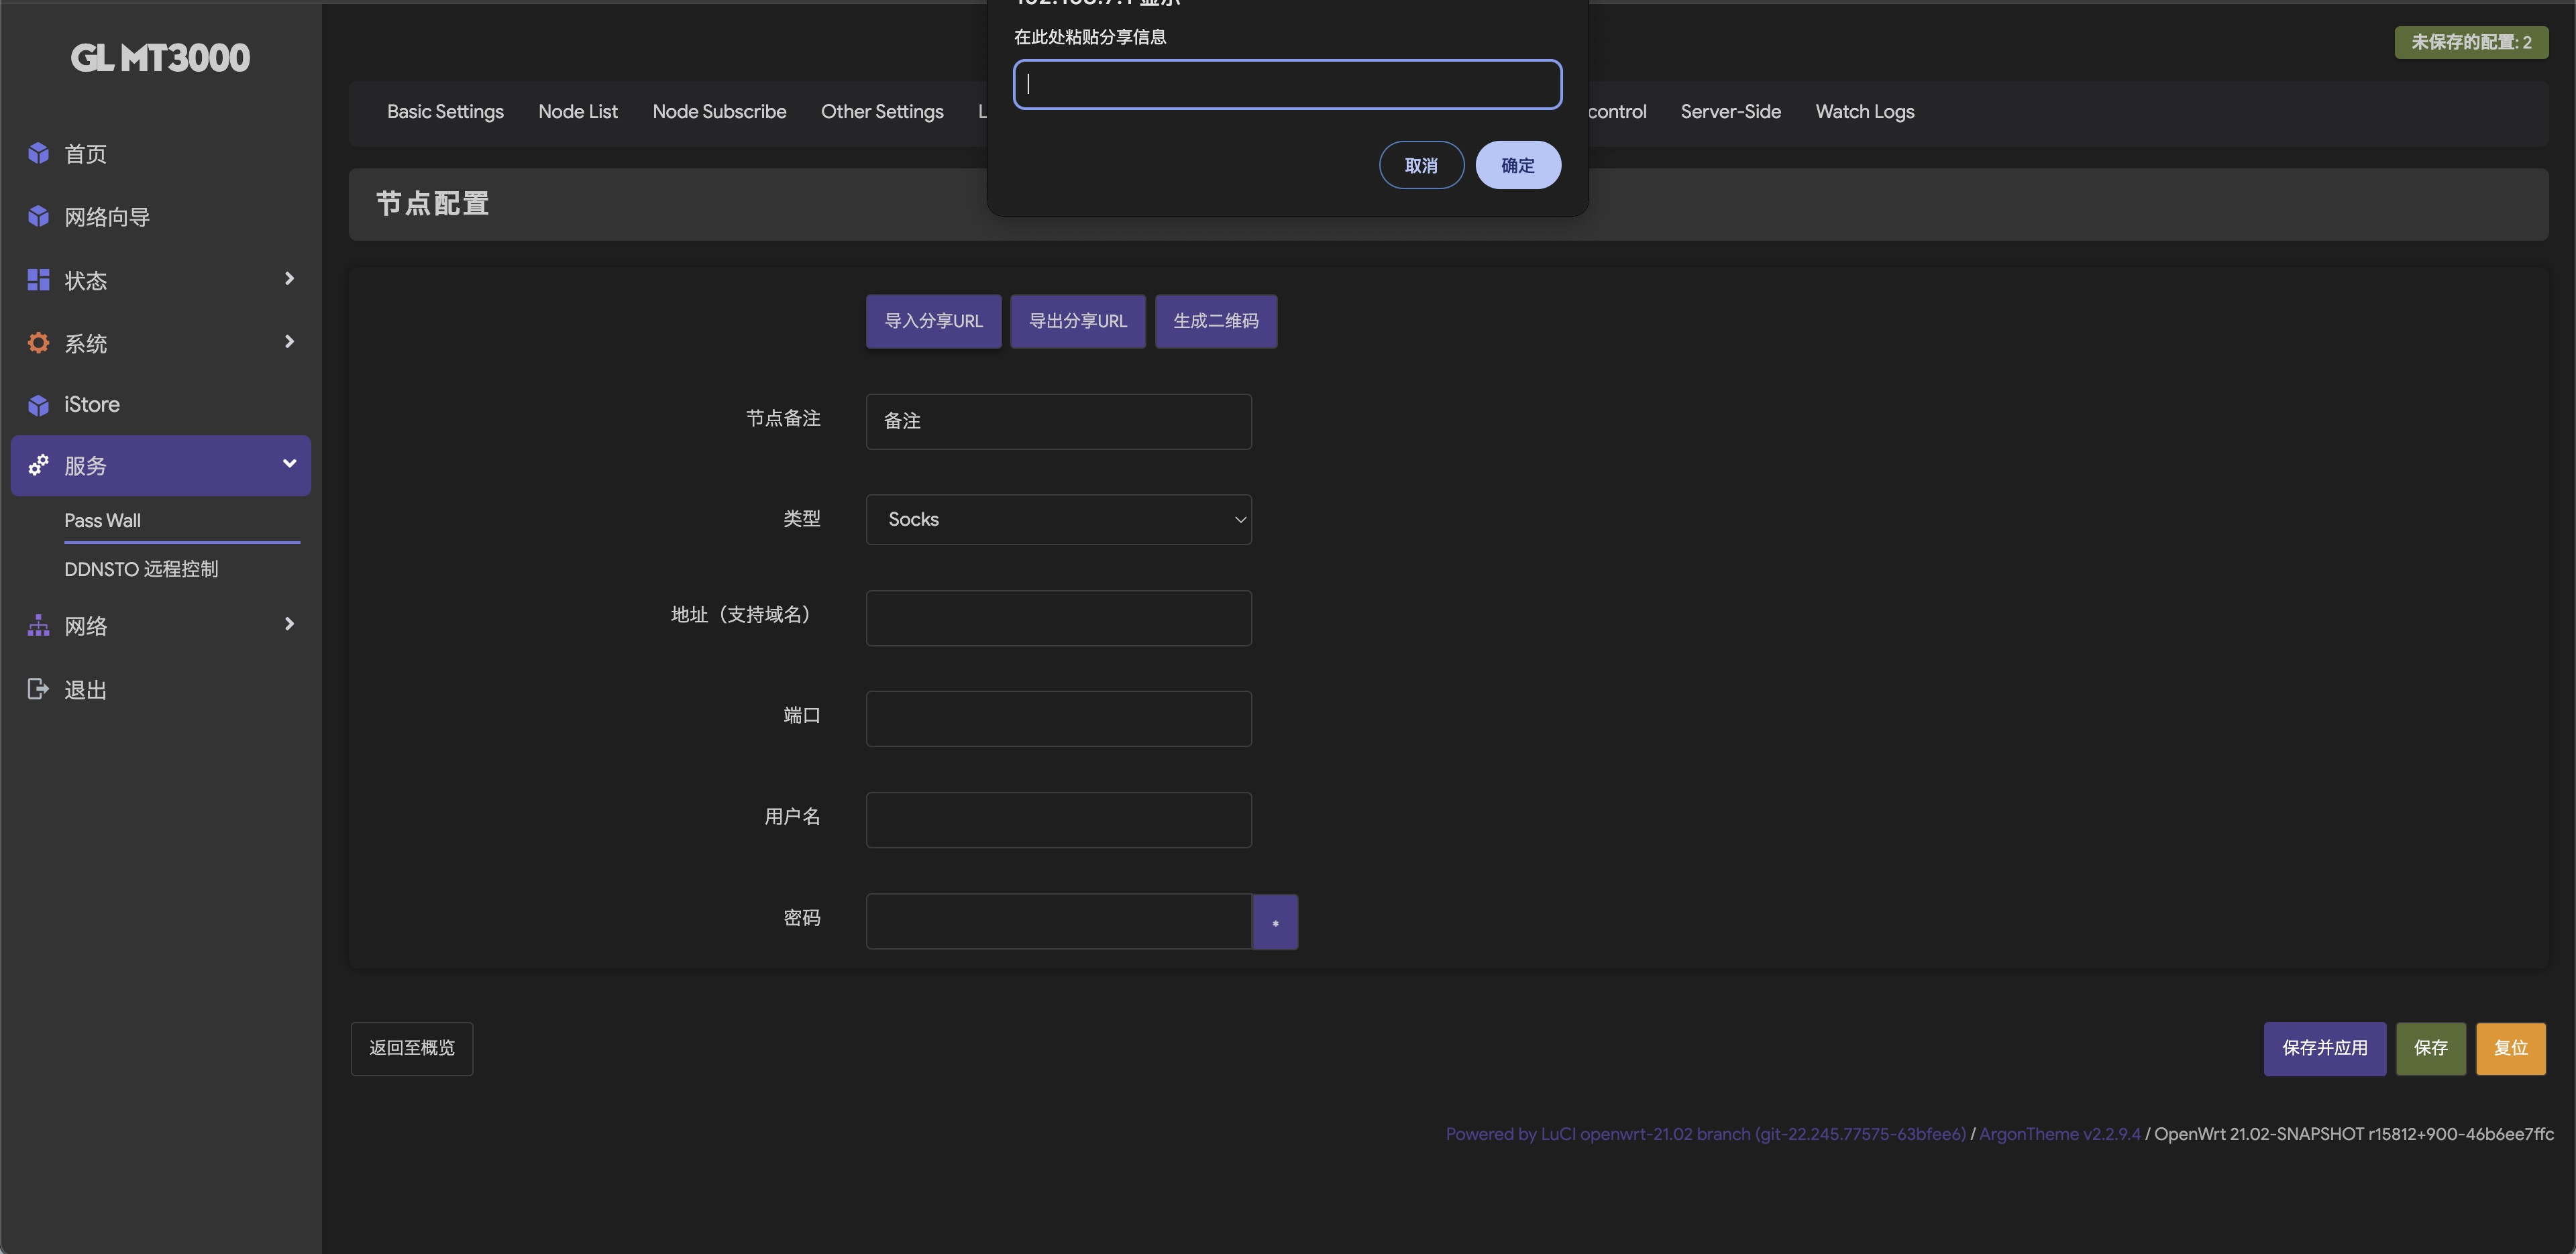 显示
在此处粘贴分享信息
取消
确定
GL MT3000
未保存的配置: 2
Basic Settings
Node List
Node Subscribe
Other Settings
control
Server-Side
Watch Logs
首页
网络向导
状态
系统
iStore
服务
Pass Wall
DDNSTO 远程控制
网络
退出
节点配置
导入分享URL
导出分享URL
生成二维码
节点备注
备注
类型
Socks
地址（支持域名）
端口
用户名
密码
*
返回至概览
保存并应用
保存
复位
Powered by LuCI openwrt-21.02 branch (git-22.245.77575-63bfee6) / ArgonTheme v2.2.9.4 / OpenWrt 21.02-SNAPSHOT r15812+900-46b6ee7ffc